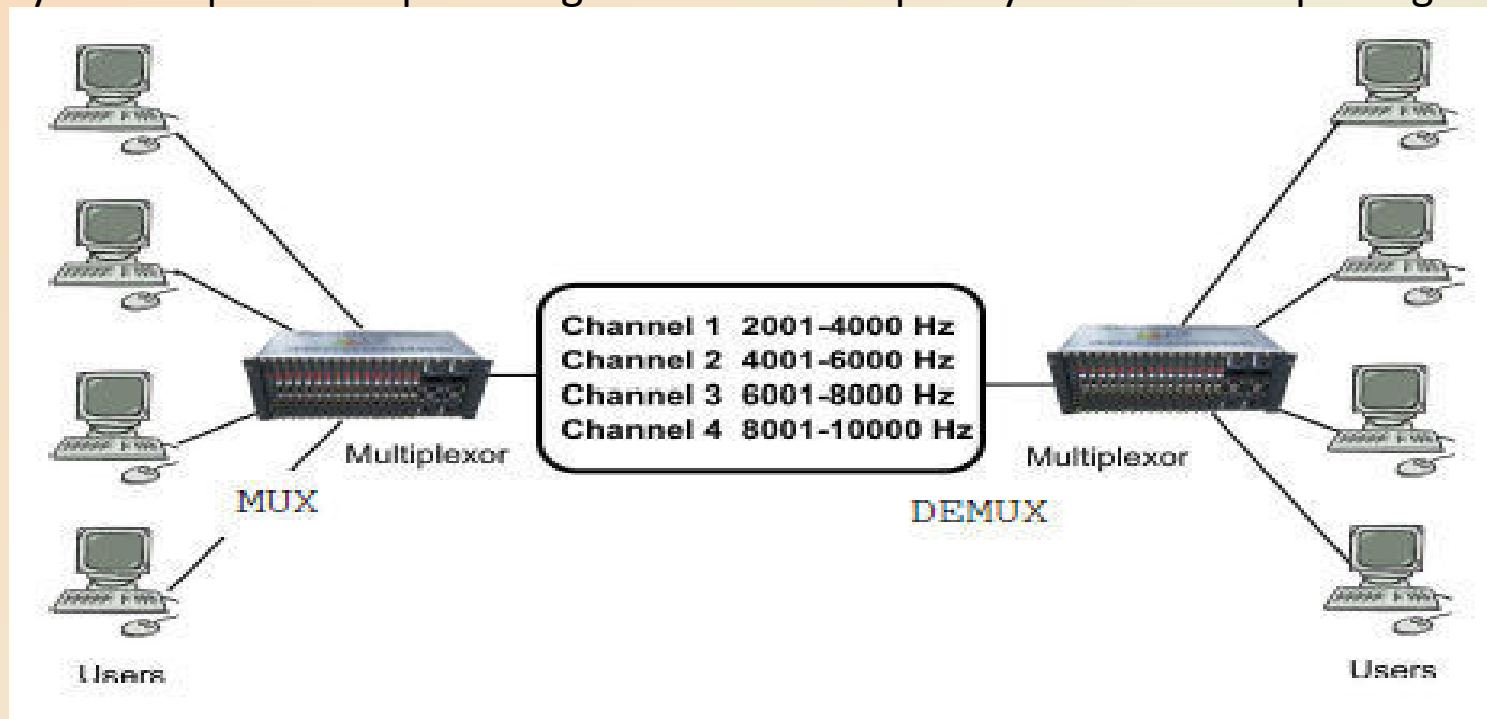 Channel 1 2001-4000 Hz
Channel 2 4001-6000 Hz
Channel 3 6001-8000 Hz
Channel 4 8001-10000 Hz
Multiplexor
Multiplexor
MUX
DEMUX
Users
Users